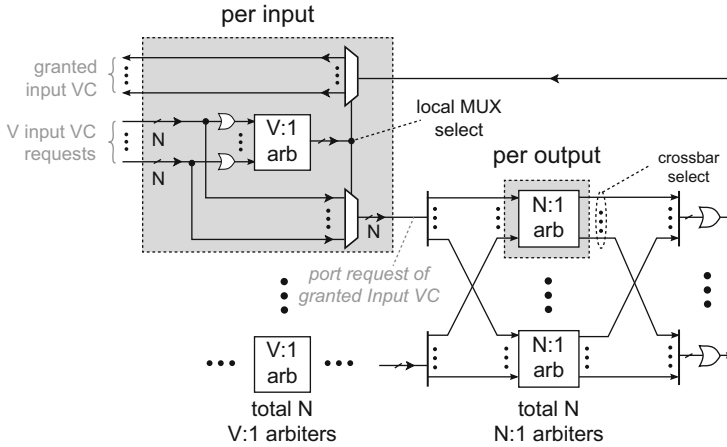 per input
granted
input VC
V input VC
requests
N
N
V:1
arb
local MUX
select
N
per output
crossbar
select
N:1
arb
port request of
granted Input VC
V:1
arb
N:1
arb
total N
V:1 arbiters
total N
N:1 arbiters